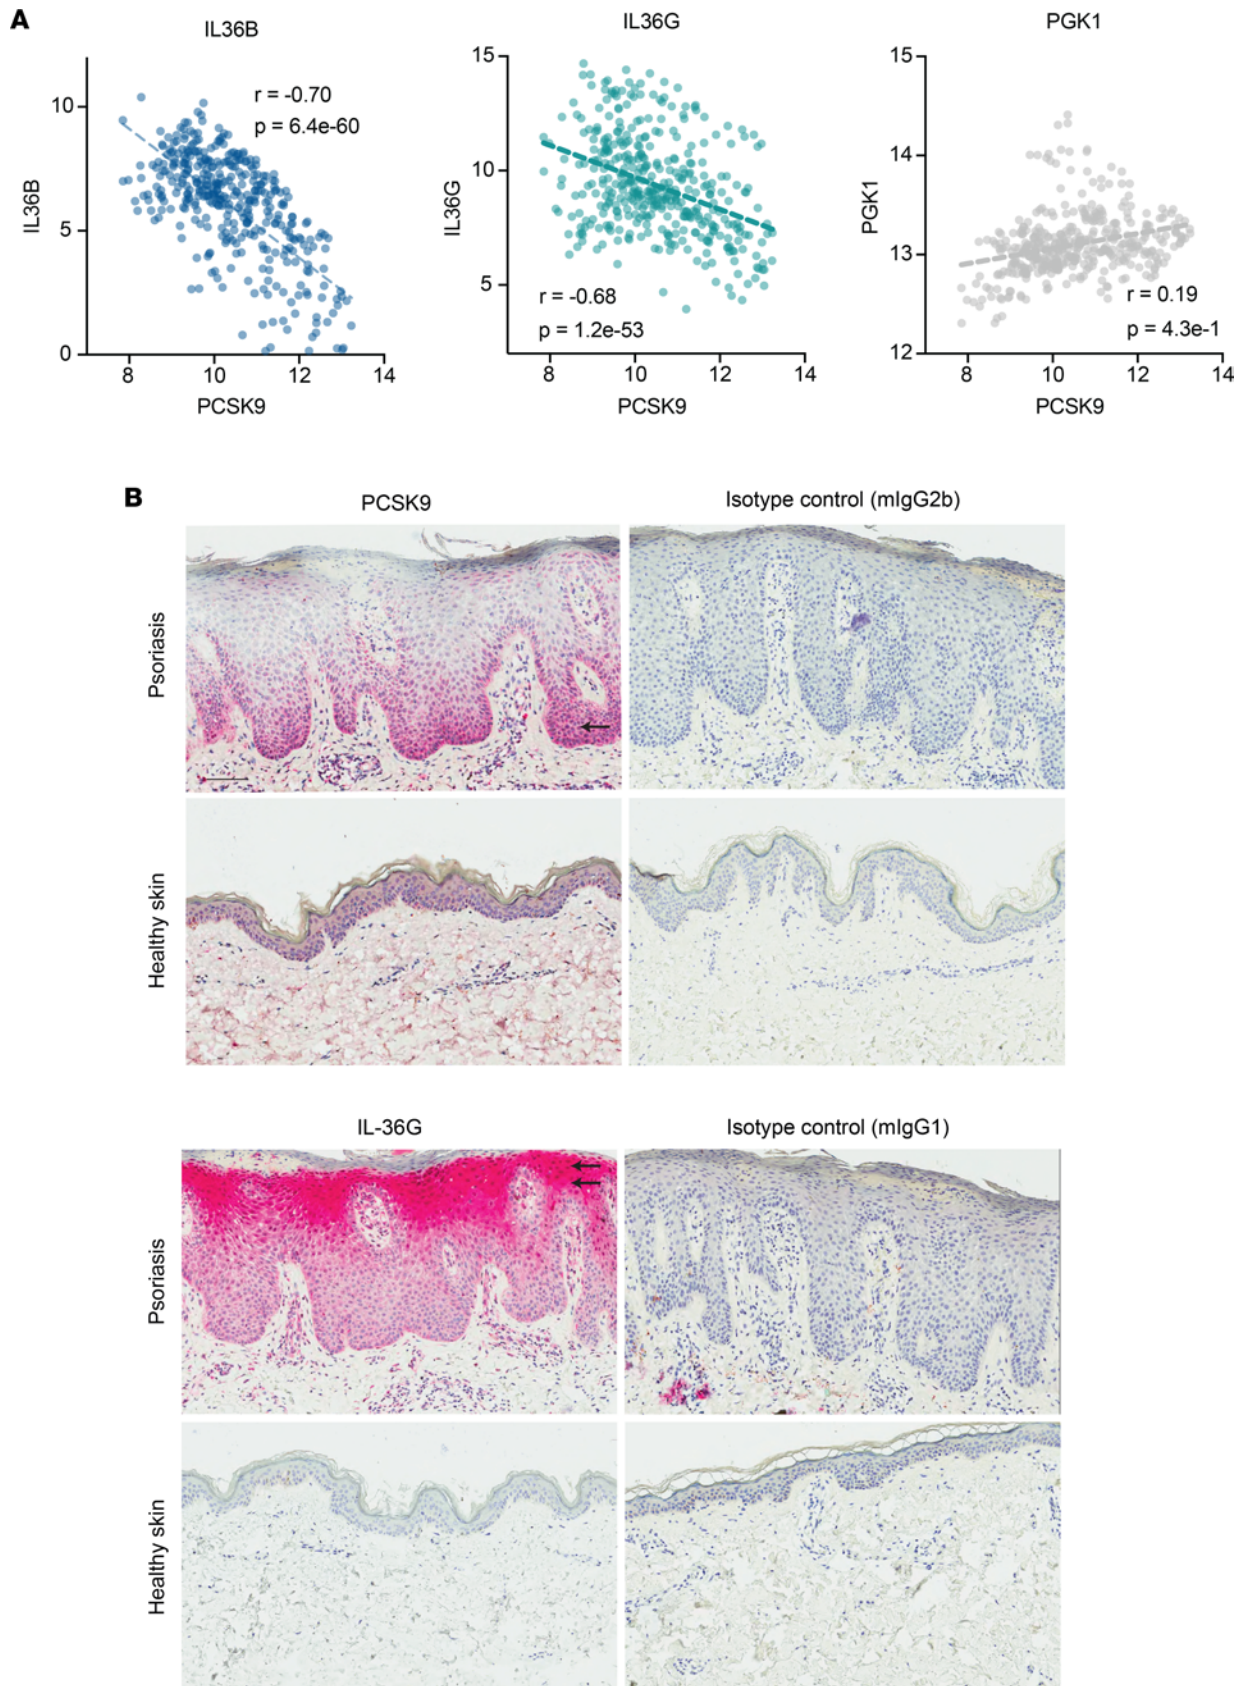 A
IL36B
IL36G
PGK1
r = -0.70
p = 6.4e-60
10
5
0
IL36B
8 10 12 14
PCSK9
15
10
5
IL36G
r = -0.68
p = 1.2e-53
8 10 12 14
PCSK9
15
14
13
12
PGK1
r = 0.19
p = 4.3e-1
8 10 12 14
PCSK9
B
PCSK9
Isotype control (mIgG2b)
Psoriasis
Healthy skin
IL-36G
Isotype control (mIgG1)
Psoriasis
Healthy skin